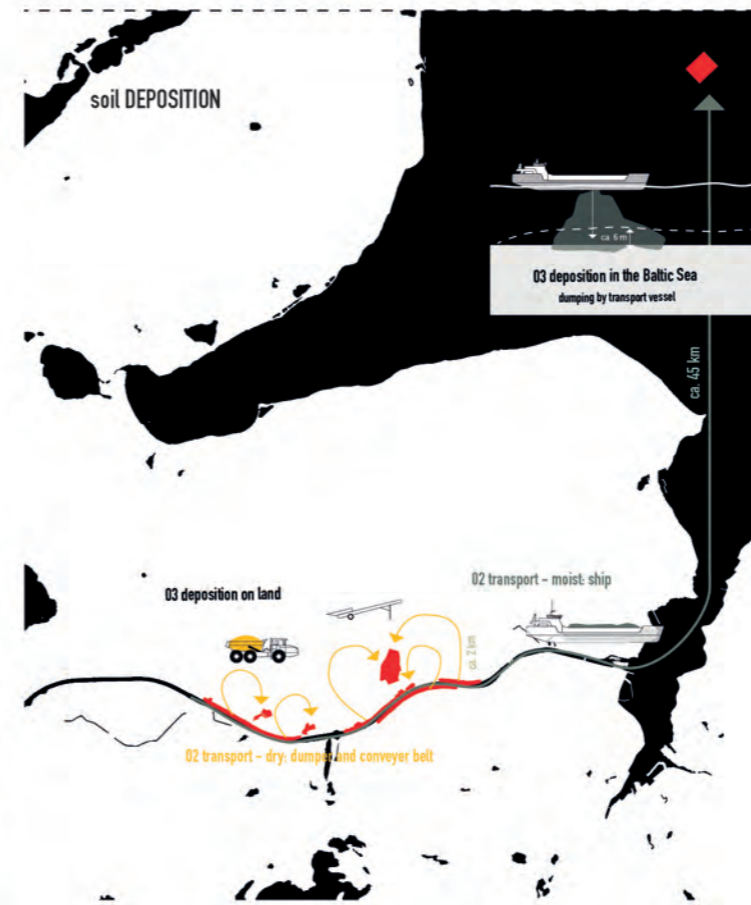 soil DEPOSITION
ca. 6 m
03 deposition in the Baltic Sea
dumping by transport vessel
ca. 45 km
02 transport - moist: ship
03 deposition on land
ca. 2 km
02 transport - dry: dumper and conveyer belt